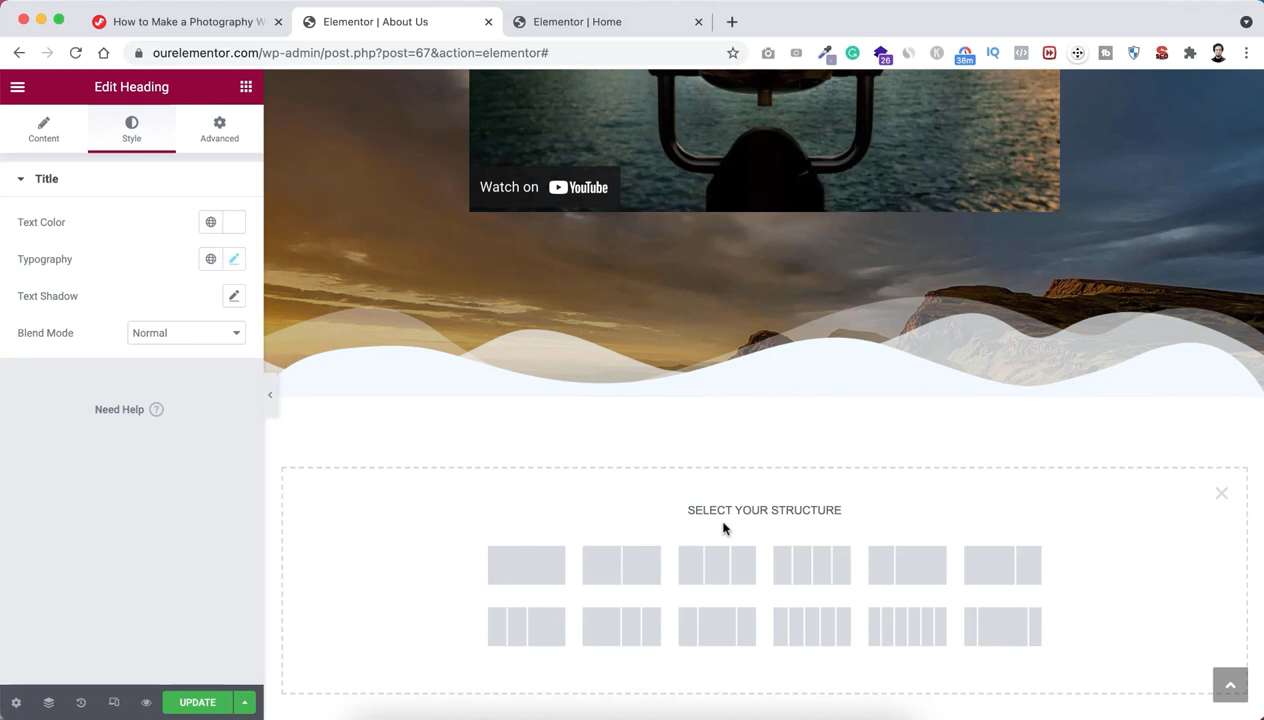 How to Make a Photography W
Elementor | About Us
Elementor | Home
ourelementor.com/wp-admin/post.php?post=67&action=elementor#
26
38m
IQ
Edit Heading
Content
Style
Advanced
Title
Text Color
Typography
Text Shadow
Blend Mode
Normal
Need Help
UPDATE
Watch on YouTube
SELECT YOUR STRUCTURE